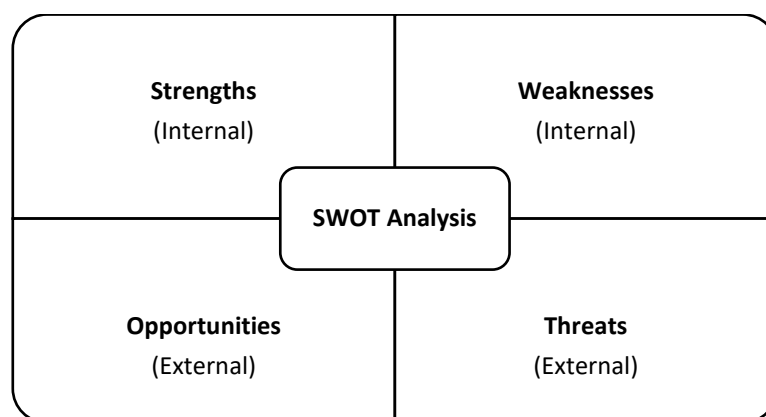 Strengths
(Internal)
Weaknesses
(Internal)
SWOT Analysis
Opportunities
(External)
Threats
(External)